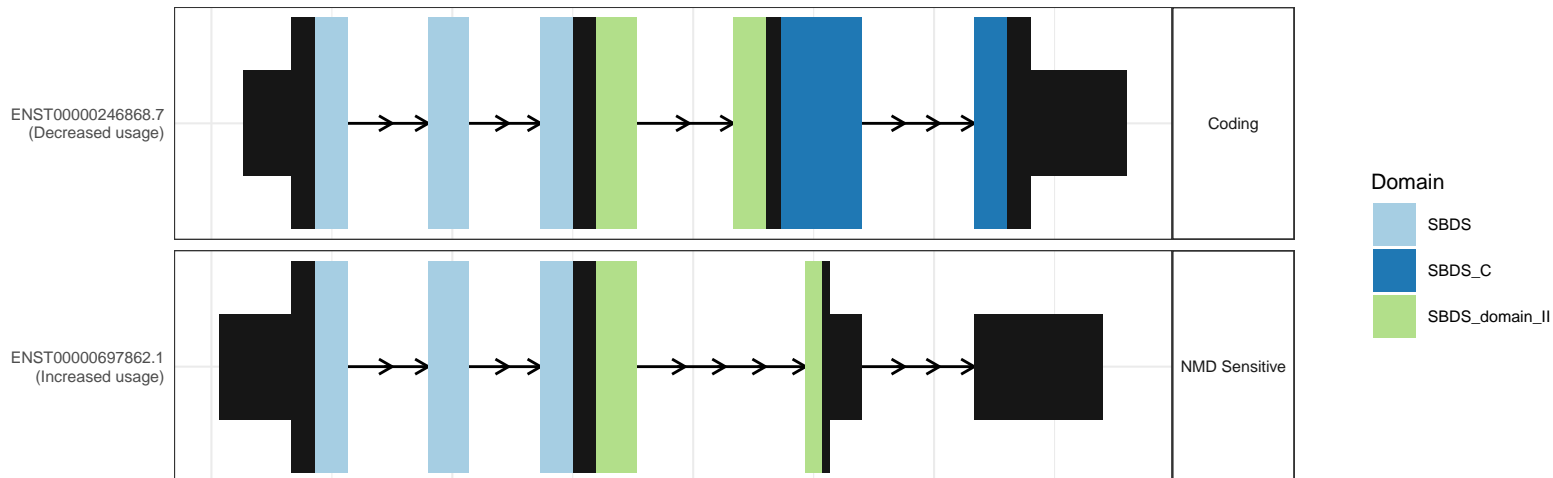 ENST00000246868.7
(Decreased usage)
Coding
ENST00000697862.1
(Increased usage)
NMD Sensitive
Domain
SBDS
SBDS_C
SBDS_domain_II